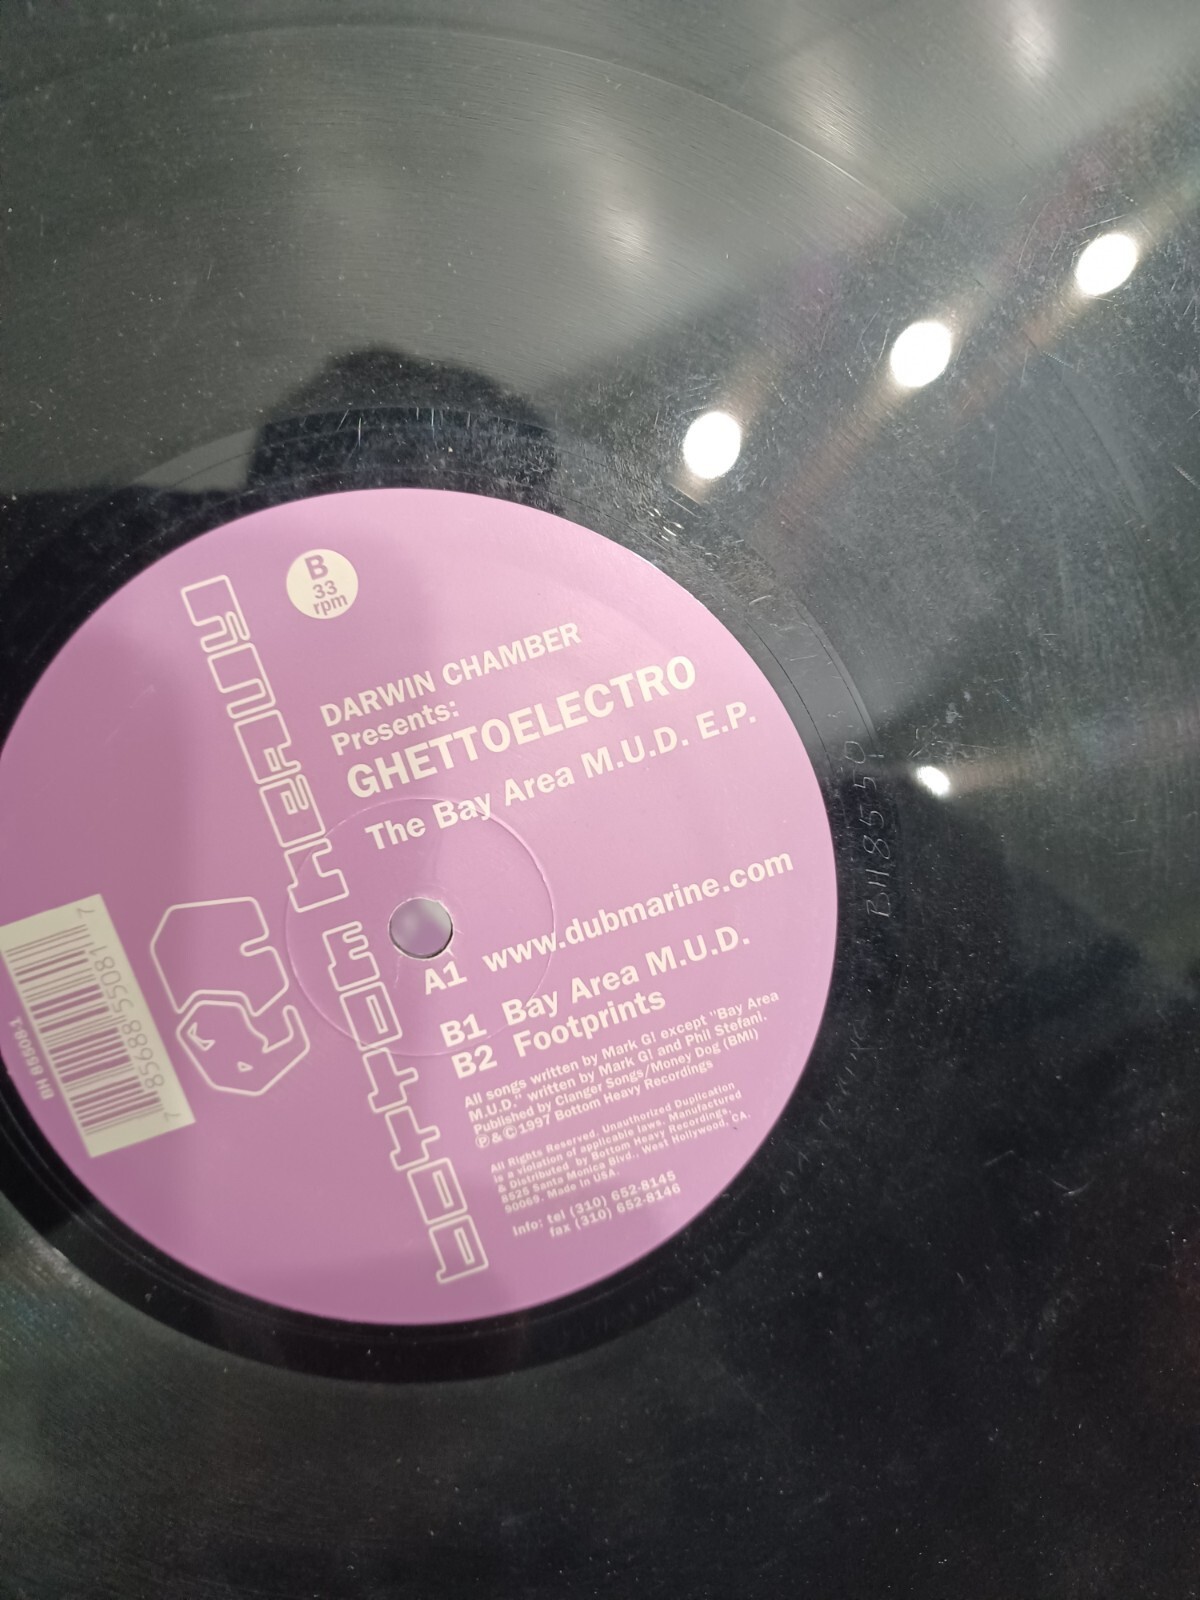 B
33
rpm
DARWIN CHAMBER
Presents:
GHETTOELECTRO
The Bay Area M.U.D. E.P.
A1 www.dubmarine.com
B1 Bay Area M.U.D.
B2 Footprints
All songs written by Mark G! except "Bay Area
M.U.D." written by Mark G! and Phil Stefani.
Published by Clanger Songs/Money Dog (BMI)
℗&©1997 Bottom Heavy Recordings
All Rights Reserved. Unauthorized Duplication
is a violation of applicable laws. Manufactured
& Distributed by Bottom Heavy Recordings,
8525 Santa Monica Blvd., West Hollywood, CA.
90069. Made in USA.
Info: tel (310) 652-8145
fax (310) 652-8146
bottom heavy
7 85688 55081 7
BH 85508-1
BH8550